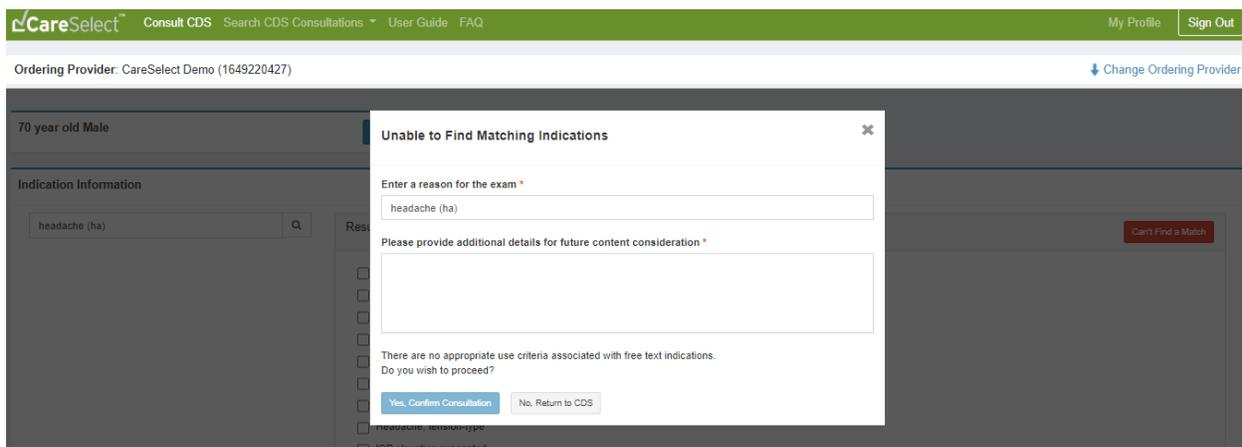 CareSelect™ Consult CDS Search CDS Consultations User Guide FAQ My Profile Sign Out
Ordering Provider: CareSelect Demo (1649220427) Change Ordering Provider
70 year old Male
Unable to Find Matching Indications
Indication Information
Enter a reason for the exam *
headache (ha)
headache (ha)
Resu
Can't Find a Match
Please provide additional details for future content consideration *
There are no appropriate use criteria associated with free text indications.
Do you wish to proceed?
Yes, Confirm Consultation No, Return to CDS
Headache, tension-type